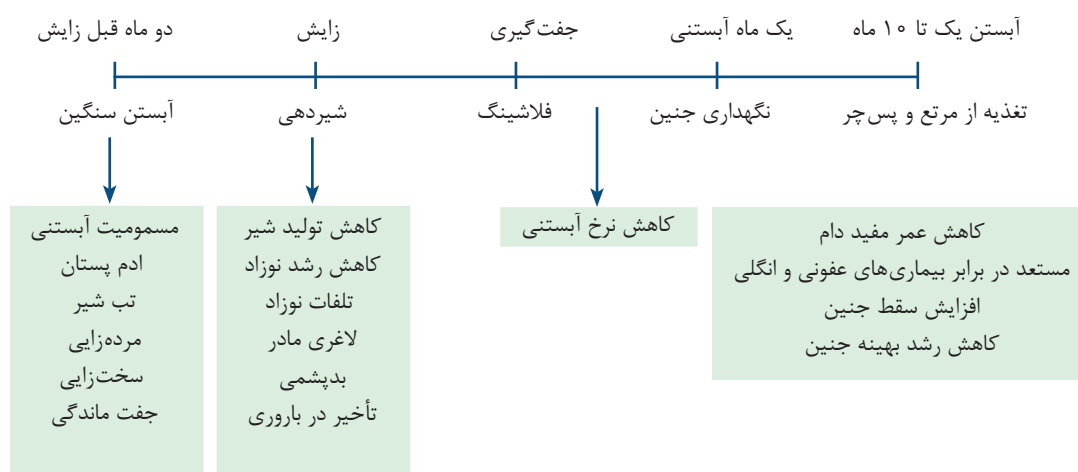 آبستن یک تا ۱۰ ماه
یک ماه آبستنی
جفت‌گیری
زایش
دو ماه قبل زایش
تغذیه از مرتع و پس‌چر
نگهداری جنین
فلاشینگ
شیردهی
آبستن سنگین
کاهش عمر مفید دام
مستعد در برابر بیماری‌های عفونی و انگلی
افزایش سقط جنین
کاهش رشد بهینه جنین
کاهش نرخ آبستنی
کاهش تولید شیر
کاهش رشد نوزاد
تلفات نوزاد
لاغری مادر
بدپشمی
تأخیر در باروری
مسمومیت آبستنی
ادم پستان
تب شیر
مرده‌زایی
سخت‌زایی
جفت ماندگی